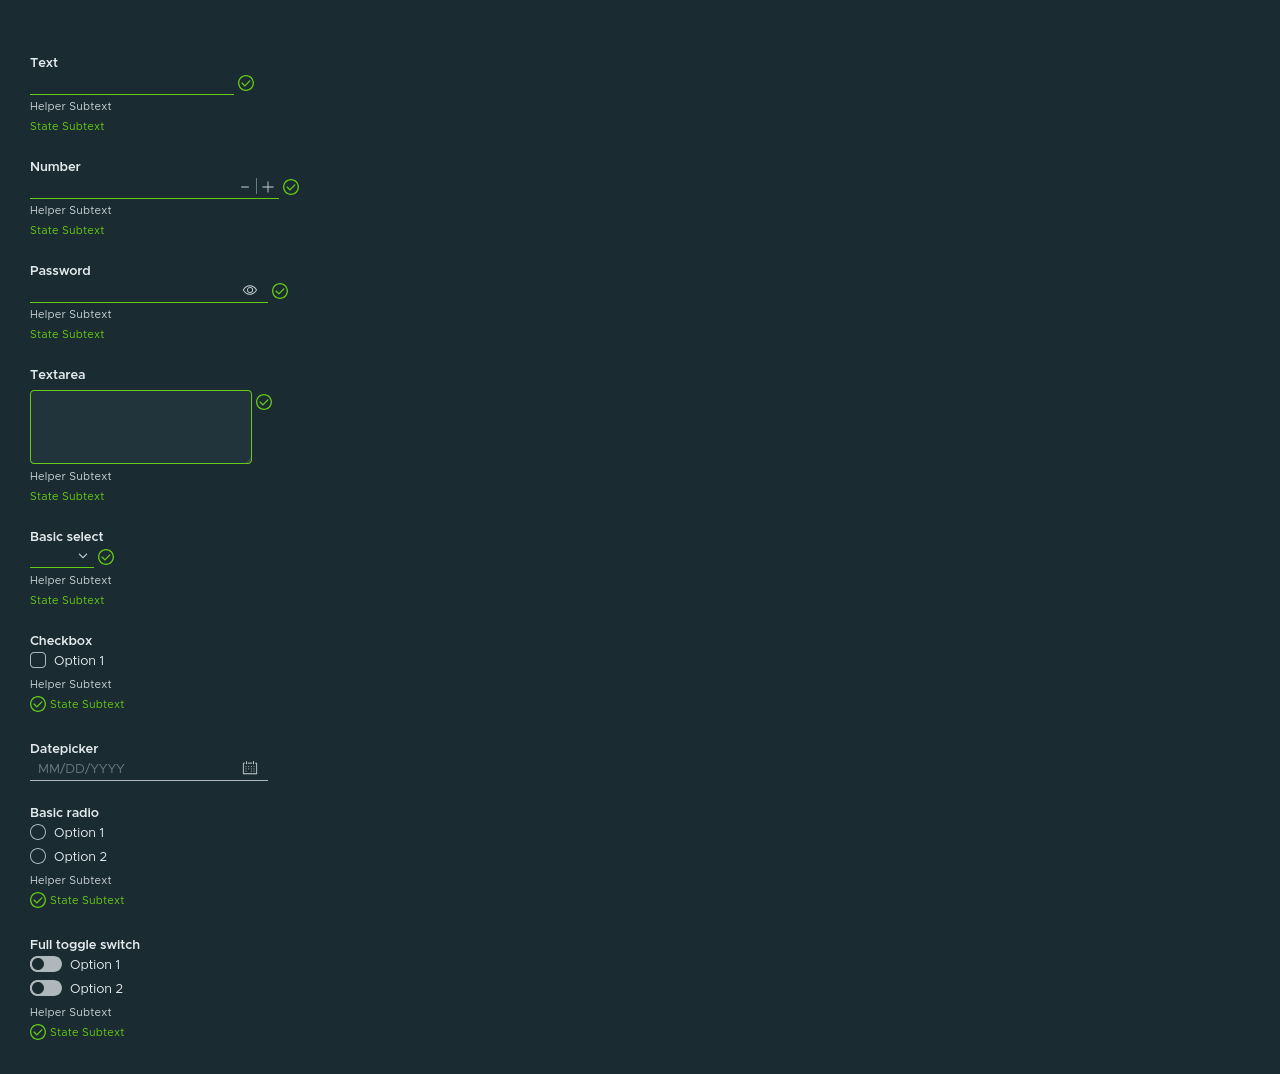 Text
Helper Subtext
State Subtext
Number
Helper Subtext
State Subtext
Password
Helper Subtext
State Subtext
Textarea
Helper Subtext
State Subtext
Basic select
Helper Subtext
State Subtext
Checkbox
Option 1
Helper Subtext
State Subtext
Datepicker
MM/DD/YYYY
Basic radio
Option 1
Option 2
Helper Subtext
State Subtext
Full toggle switch
Option 1
Option 2
Helper Subtext
State Subtext